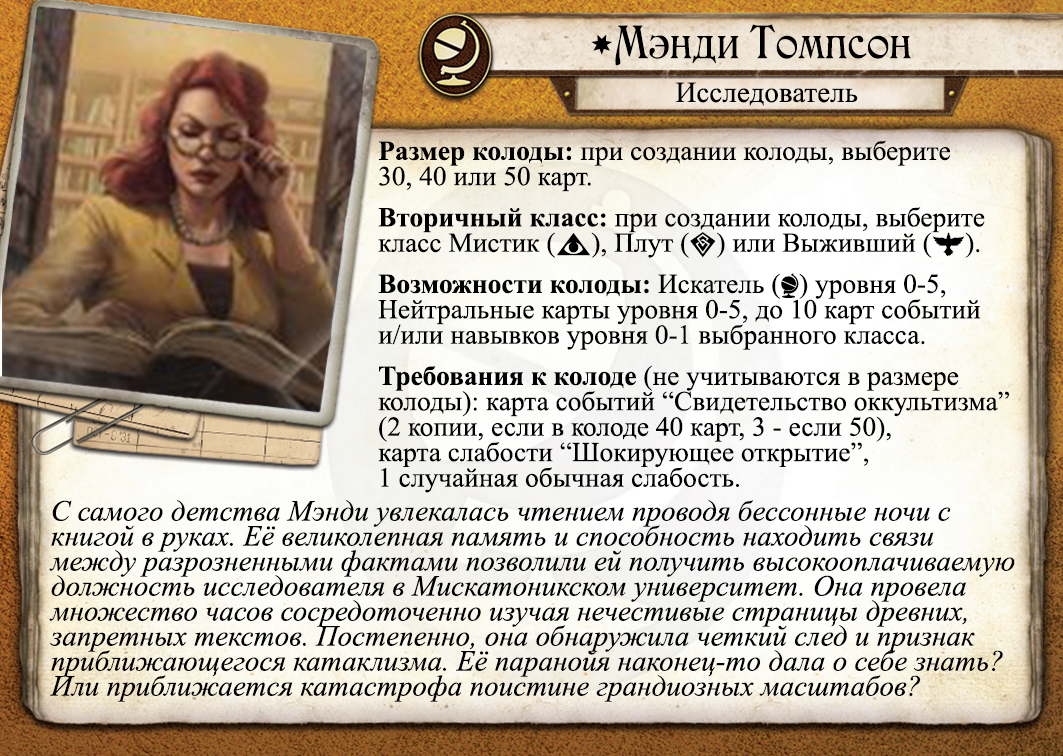 Мэнди Томпсон
Исследователь
Размер колоды: при создании колоды, выберите
30, 40 или 50 карт.
Вторичный класс: при создании колоды, выберите
класс Мистик ( ), Плут ( ) или Выживший ( ).
Возможности колоды: Искатель ( ) уровня 0-5,
Нейтральные карты уровня 0-5, до 10 карт событий
и/или навывков уровня 0-1 выбранного класса.
Требования к колоде (не учитываются в размере
колоды): карта событий “Свидетельство оккультизма”
(2 копии, если в колоде 40 карт, 3 - если 50),
карта слабости “Шокирующее открытие”,
1 случайная обычная слабость.
С самого детства Мэнди увлекалась чтением проводя бессонные ночи с
книгой в руках. Её великолепная память и способность находить связи
между разрозненными фактами позволили ей получить высокооплачиваемую
должность исследователя в Мискатоникском университет. Она провела
множество часов сосредоточенно изучая нечестивые страницы древних,
запретных текстов. Постепенно, она обнаружила четкий след и признак
приближающегося катаклизма. Её паранойя наконец-то дала о себе знать?
Или приближается катастрофа поистине грандиозных масштабов?